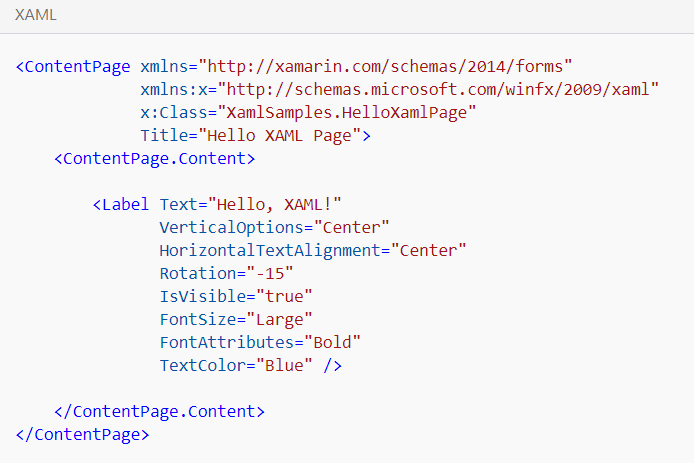 XAML
<ContentPage xmlns="http://xamarin.com/schemas/2014/forms"
             xmlns:x="http://schemas.microsoft.com/winfx/2009/xaml"
             x:Class="XamlSamples.HelloXamlPage"
             Title="Hello XAML Page">
    <ContentPage.Content>
        <Label Text="Hello, XAML!"
               VerticalOptions="Center"
               HorizontalTextAlignment="Center"
               Rotation="-15"
               IsVisible="true"
               FontSize="Large"
               FontAttributes="Bold"
               TextColor="Blue" />
    </ContentPage.Content>
</ContentPage>